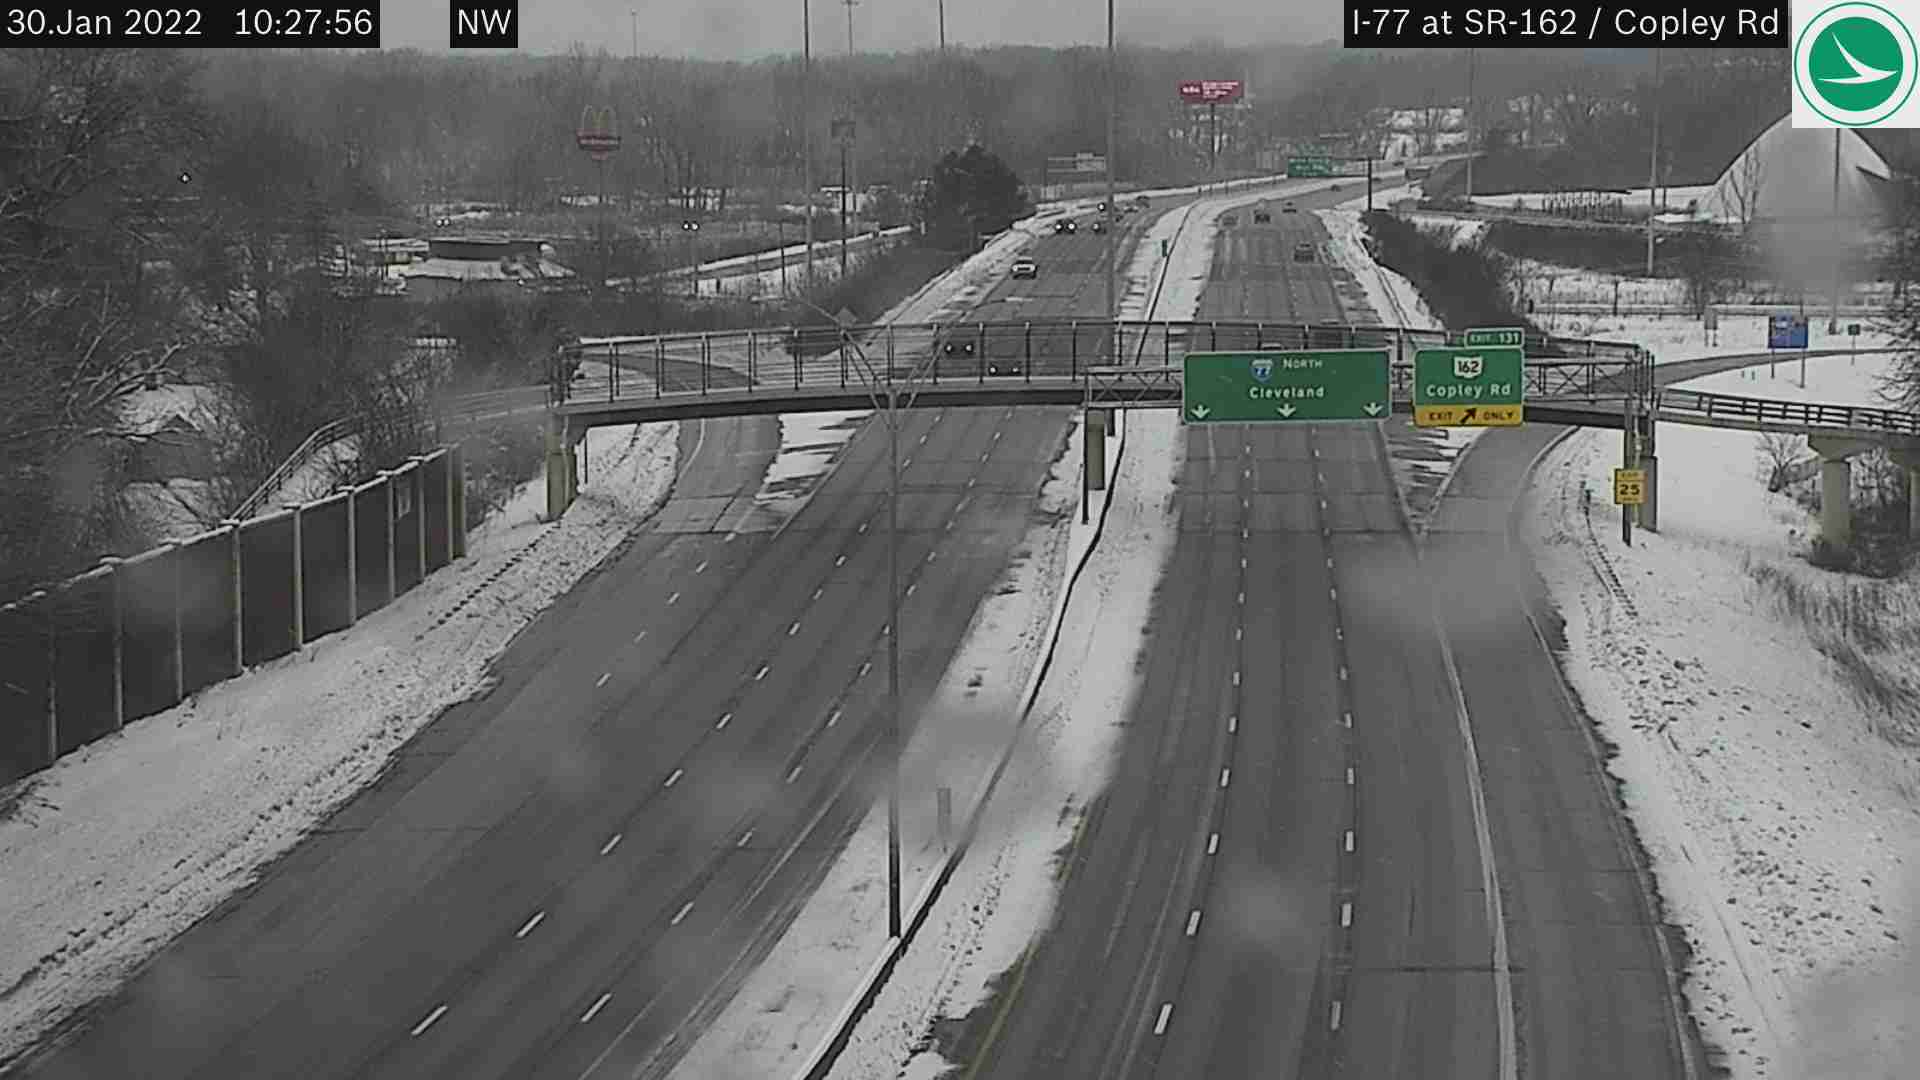 30.Jan 2022 10:27:56
NW
I-77 at SR-162 / Copley Rd
EXIT 131
77 NORTH
Cleveland
162
Copley Rd
EXIT ONLY
25